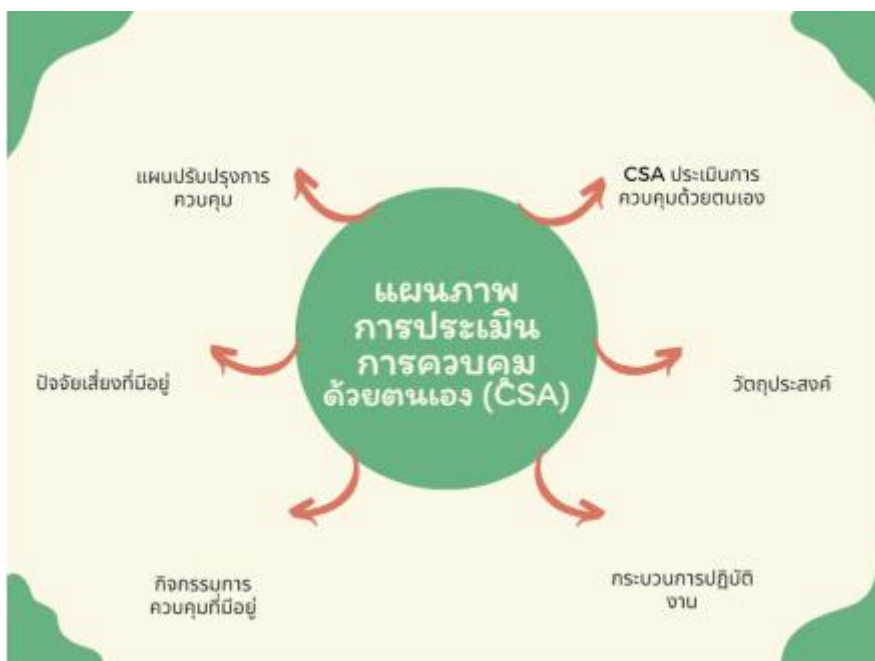 แผนปรับปรุงการ
ควบคุม
CSA ประเมินการ
ควบคุมด้วยตนเอง
แผนภาพ
การประเมิน
การควบคุม
ด้วยตนเอง (CSA)
ปัจจัยเสี่ยงที่มีอยู่
วัตถุประสงค์
กิจกรรมการ
ควบคุมที่มีอยู่
กระบวนการปฏิบัติ
งาน